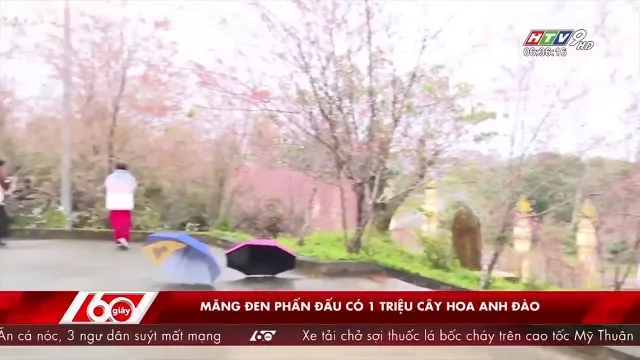 HTV9 HD
06:36:16
60 giây
MĂNG ĐEN PHẤN ĐẤU CÓ 1 TRIỆU CÂY HOA ANH ĐÀO
Ăn cá nóc, 3 ngư dân suýt mất mạng 60 Xe tải chở sợi thuốc lá bốc cháy trên cao tốc Mỹ Thuận